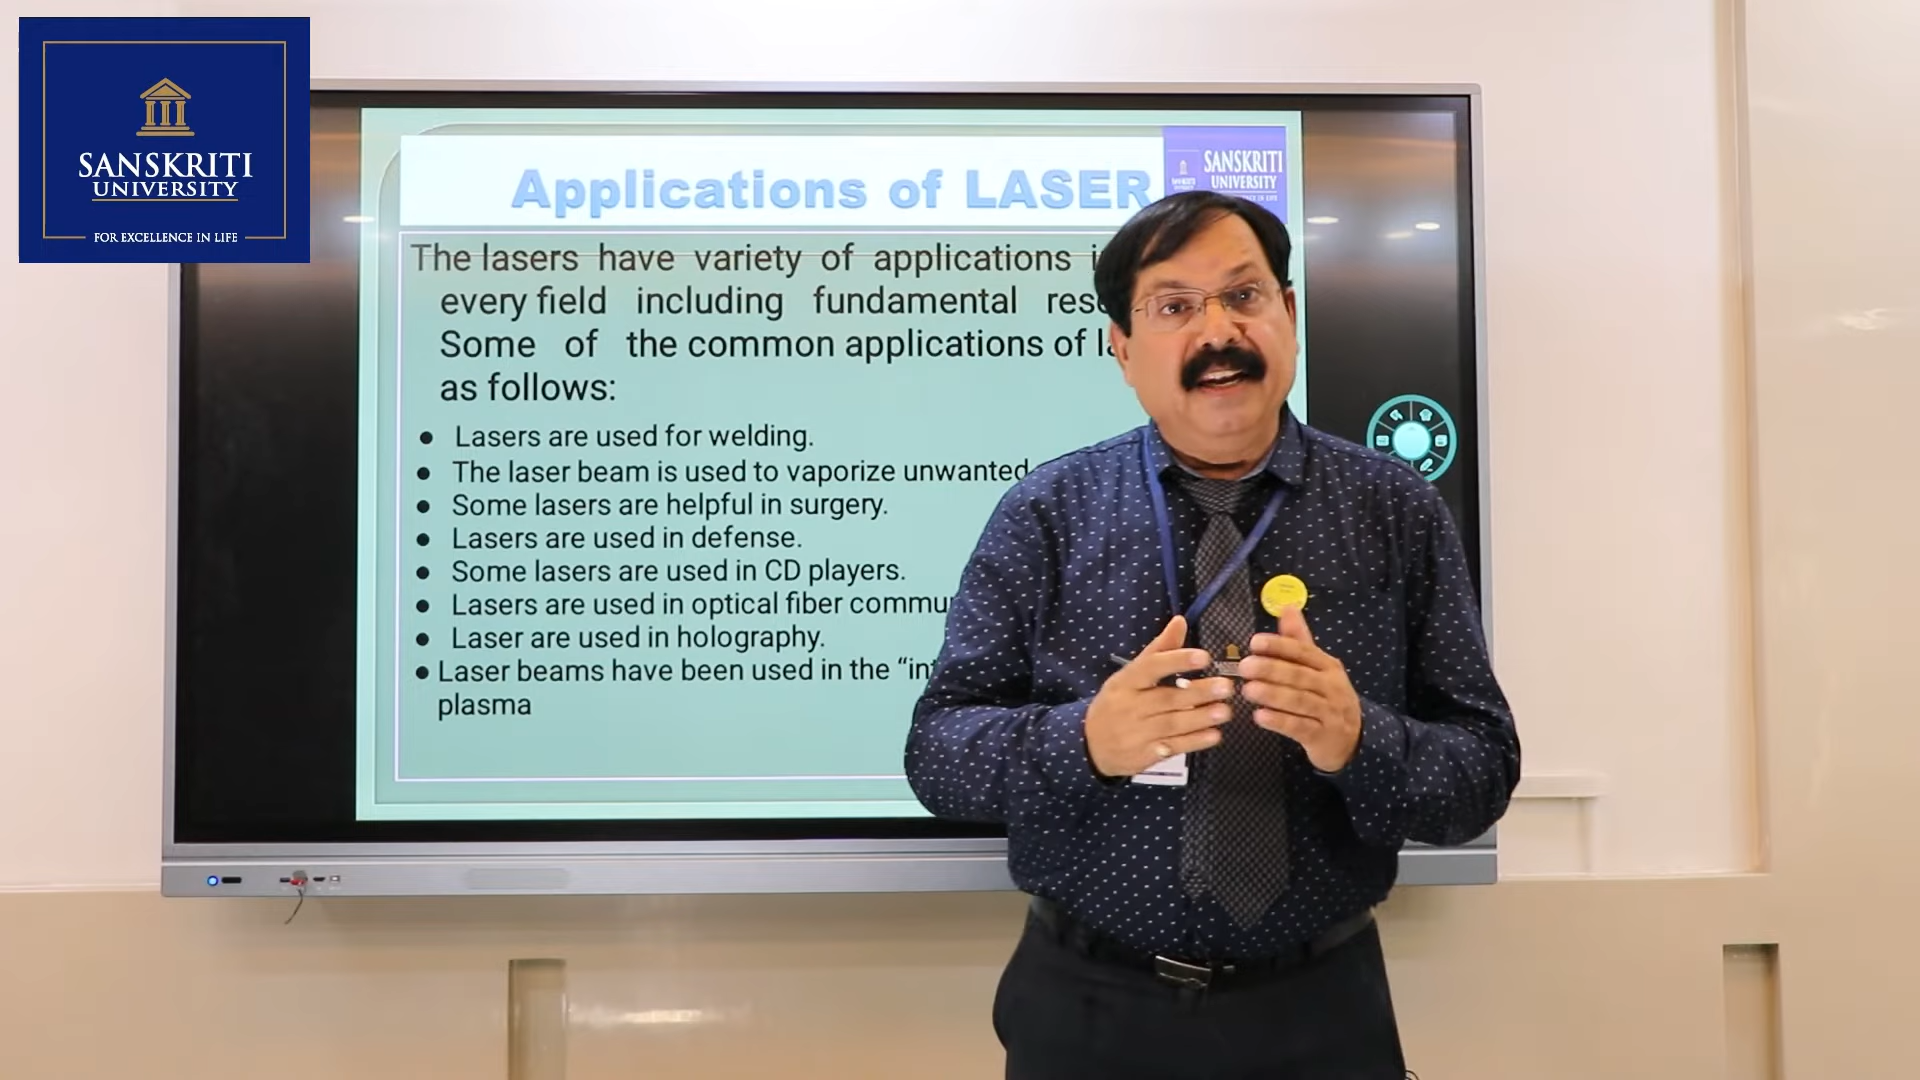 SANSKRITI
UNIVERSITY
FOR EXCELLENCE IN LIFE
Applications of LASER
SANSKRITI
UNIVERSITY
The lasers have variety of applications
every field including fundamental
Some of the common applications of
as follows:
● Lasers are used for welding.
● The laser beam is used to vaporize unwanted
● Some lasers are helpful in surgery.
● Lasers are used in defense.
● Some lasers are used in CD players.
● Lasers are used in optical fiber
● Laser are used in holography.
● Laser beams have been used in the
plasma